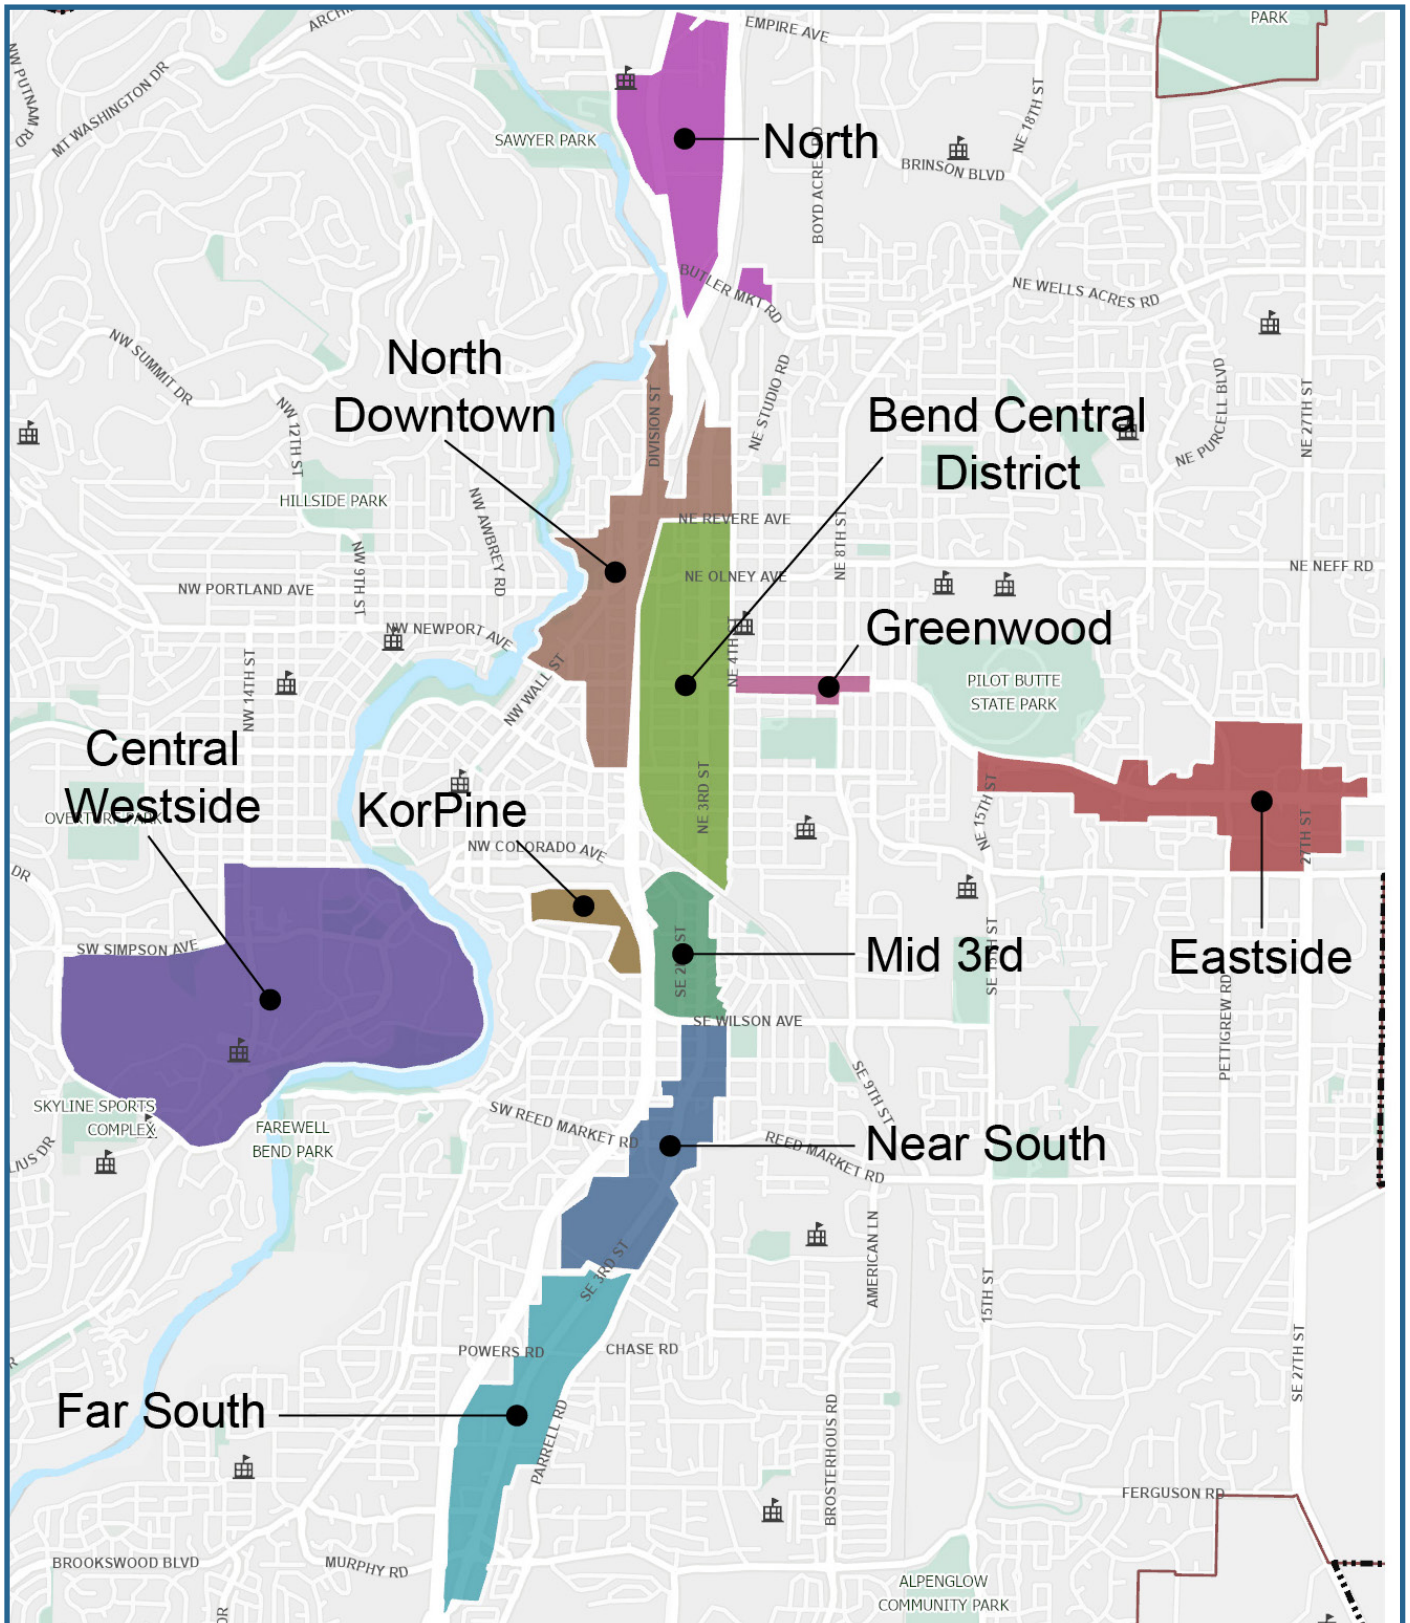 PARK
EMPIRE AVE
NW PUTNAM RD
MT WASHINGTON DR
SAWYER PARK
North
BOYD ACRES RD
NE 18TH ST
BRINSON BLVD
BUTLER MKT RD
NE WELLS ACRES RD
NW SUMMIT DR
North
Downtown
DIVISION ST
NE STUDIO RD
Bend Central
District
NE PURCELL BLVD
NE 27TH ST
NW 12TH ST
HILLSIDE PARK
NW AWBREY RD
NE REVERE AVE
NE 8TH ST
NW 9TH ST
NW PORTLAND AVE
NE OLNEY AVE
NE NEFF RD
NW NEWPORT AVE
NE 4TH
Greenwood
NW 14TH ST
NW WALL ST
PILOT BUTTE
STATE PARK
Central
Westside
KorPine
NE 3RD ST
NE 15TH ST
27TH ST
NW COLORADO AVE
DR
SW SIMPSON AVE
Mid 3rd
Eastside
SE WILSON AVE
PETTIGREW RD
SE 9TH ST
SKYLINE SPORTS
COMPLEX
FAREWELL
BEND PARK
SW REED MARKET RD
REED MARKET RD
Near South
LIUS DR
AMERICAN LN
SE 3RD ST
15TH ST
POWERS RD
CHASE RD
SE 27TH ST
Far South
PARRELL RD
BROSTERHOUS RD
FERGUSON RD
BROOKSWOOD BLVD
MURPHY RD
ALPENGLOW
COMMUNITY PARK
DR